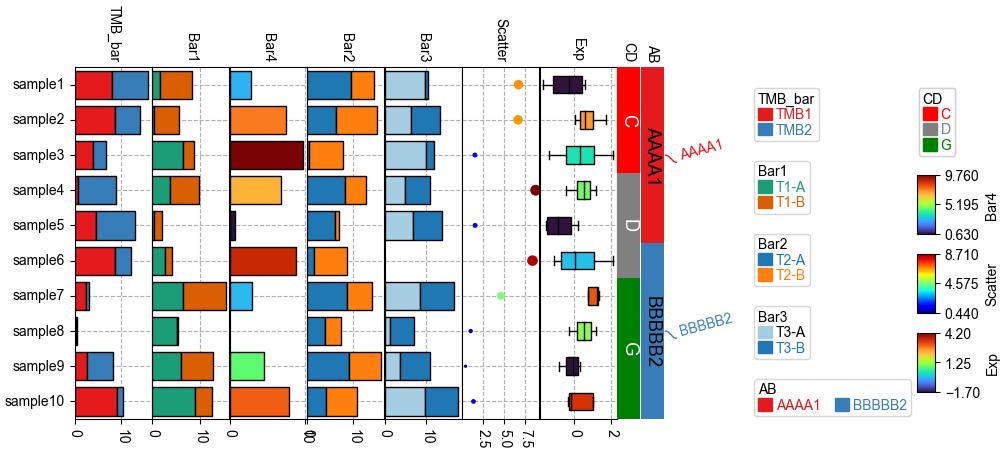 TMB_bar
Bar1
Bar4
Bar2
Bar3
Scatter
Exp
CD
AB
sample1
sample2
sample3
sample4
sample5
sample6
sample7
sample8
sample9
sample10
C
D
G
AAAA1
BBBBB2
AAAA1
BBBBB2
0 10
0 10
0 10
0 10
0 10
2.5 5.0 7.5
0 2
TMB_bar
TMB1
TMB2
Bar1
T1-A
T1-B
Bar2
T2-A
T2-B
Bar3
T3-A
T3-B
AB
AAAA1 BBBBB2
CD
C
D
G
9.760
5.195
0.630
Bar4
8.710
4.575
0.440
Scatter
4.20
1.25
−1.70
Exp